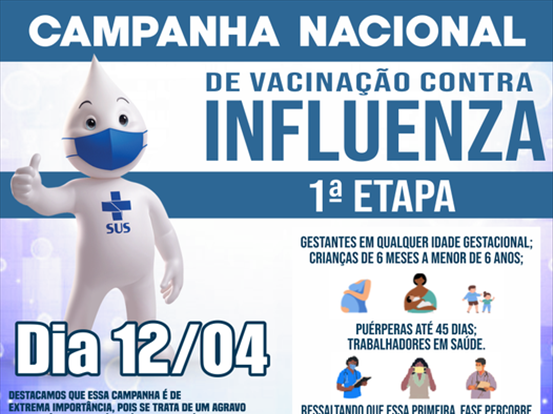 CAMPANHA NACIONAL
DE VACINAÇÃO CONTRA
INFLUENZA
1ª ETAPA
SUS
GESTANTES EM QUALQUER IDADE GESTACIONAL;
CRIANÇAS DE 6 MESES A MENOR DE 6 ANOS;
PUÉRPERAS ATÉ 45 DIAS;
TRABALHADORES EM SAÚDE.
Dia 12/04
DESTACAMOS QUE ESSA CAMPANHA É DE
EXTREMA IMPORTÂNCIA, POIS SE TRATA DE UM AGRAVO
RESSALTANDO QUE ESSA PRIMEIRA FASE PERCORRE